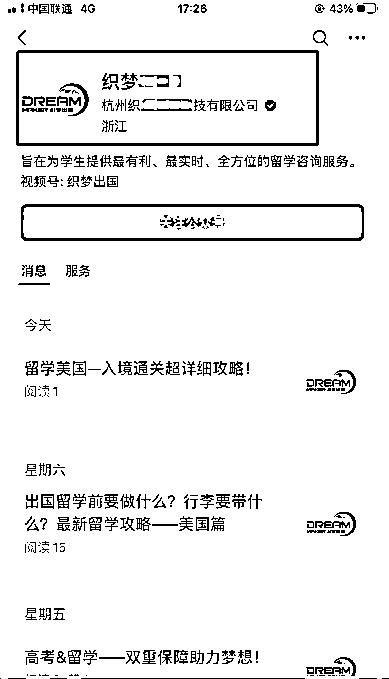 中国联通 4G 17:26 43%
织梦
DREAM
杭州织
技有限公司
浙江
旨在为学生提供最有利、最实时、全方位的留学咨询服务。
视频号: 织梦出国
消息 服务
今天
留学美国—入境通关超详细攻略!
阅读 1
DREAM
星期六
出国留学前要做什么? 行李要带什
么? 最新留学攻略——美国篇
阅读 15
DREAM
星期五
高考&留学——双重保障助力梦想!
DREAM